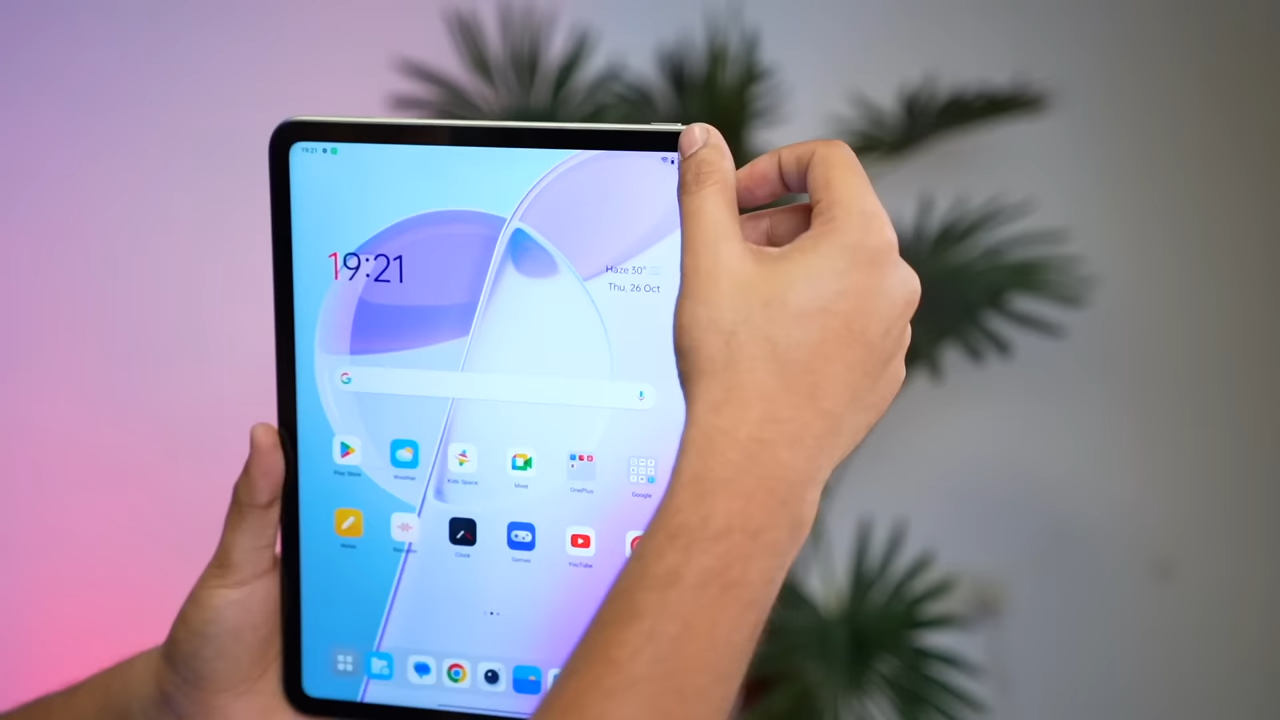 19:21
19:21
Haze 30°
Thu, 26 Oct
Play Store
Weather
Kids Space
Meet
OnePlus
Google
Notes
Clock
Games
YouTube